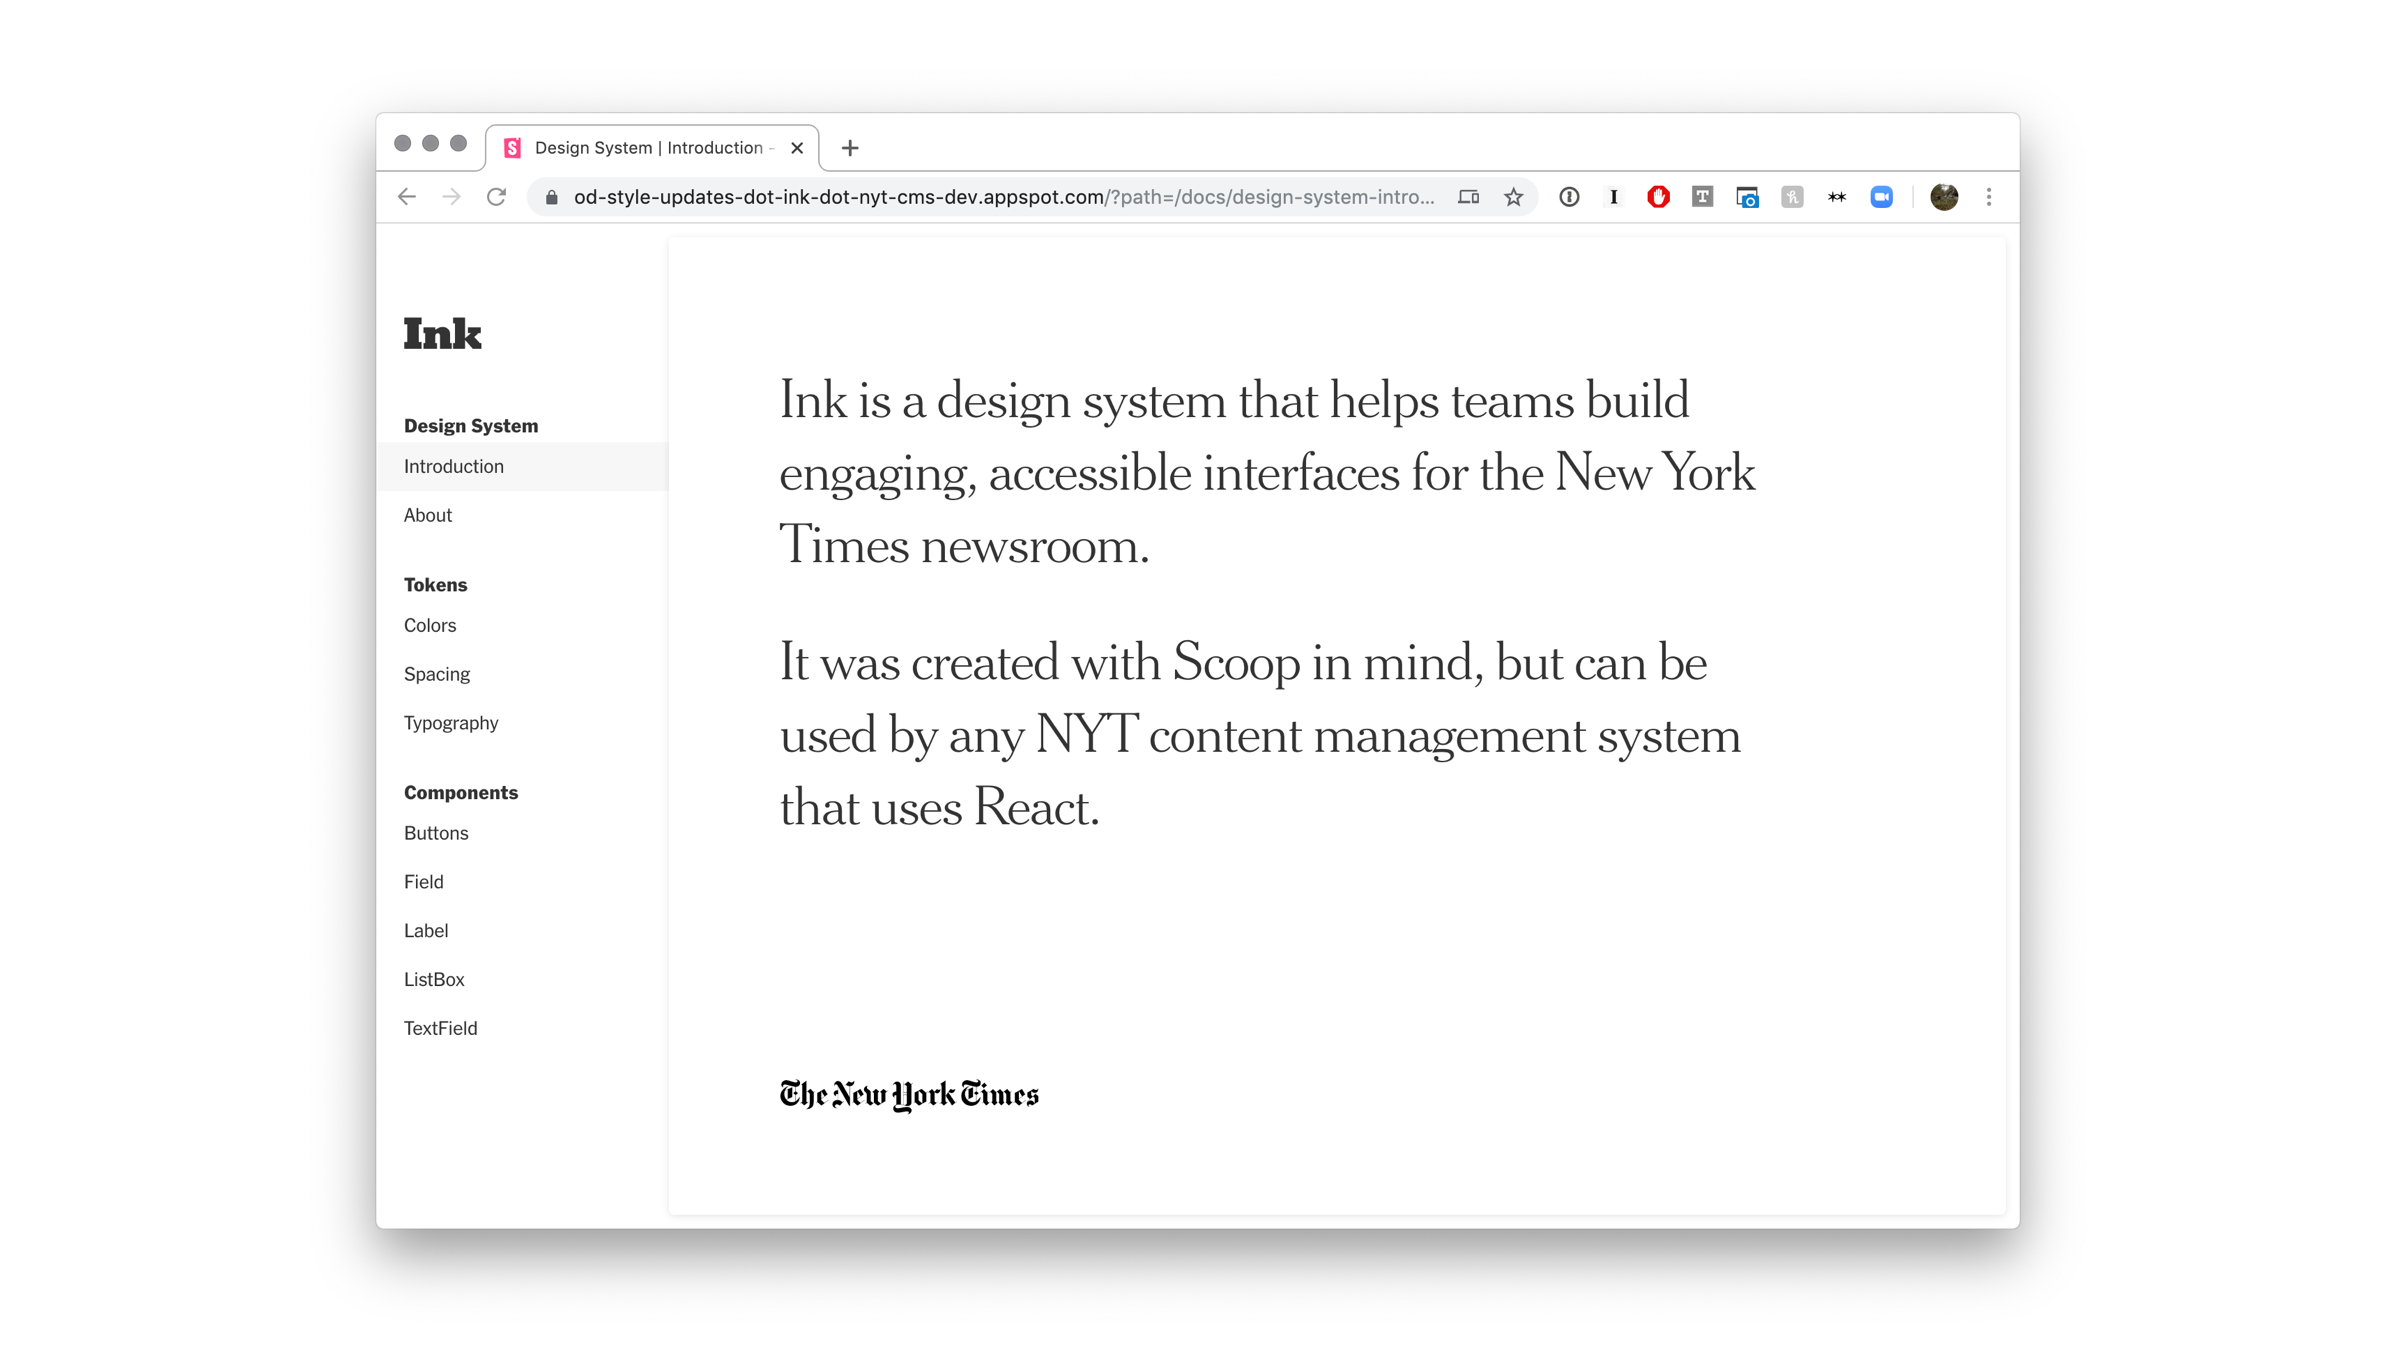 Design System | Introduction -
od-style-updates-dot-ink-dot-nyt-cms-dev.appspot.com/?path=/docs/design-system-intro...
Ink
Design System
Introduction
About
Tokens
Colors
Spacing
Typography
Components
Buttons
Field
Label
ListBox
TextField
Ink is a design system that helps teams build
engaging, accessible interfaces for the New York
Times newsroom.
It was created with Scoop in mind, but can be
used by any NYT content management system
that uses React.
The New York Times